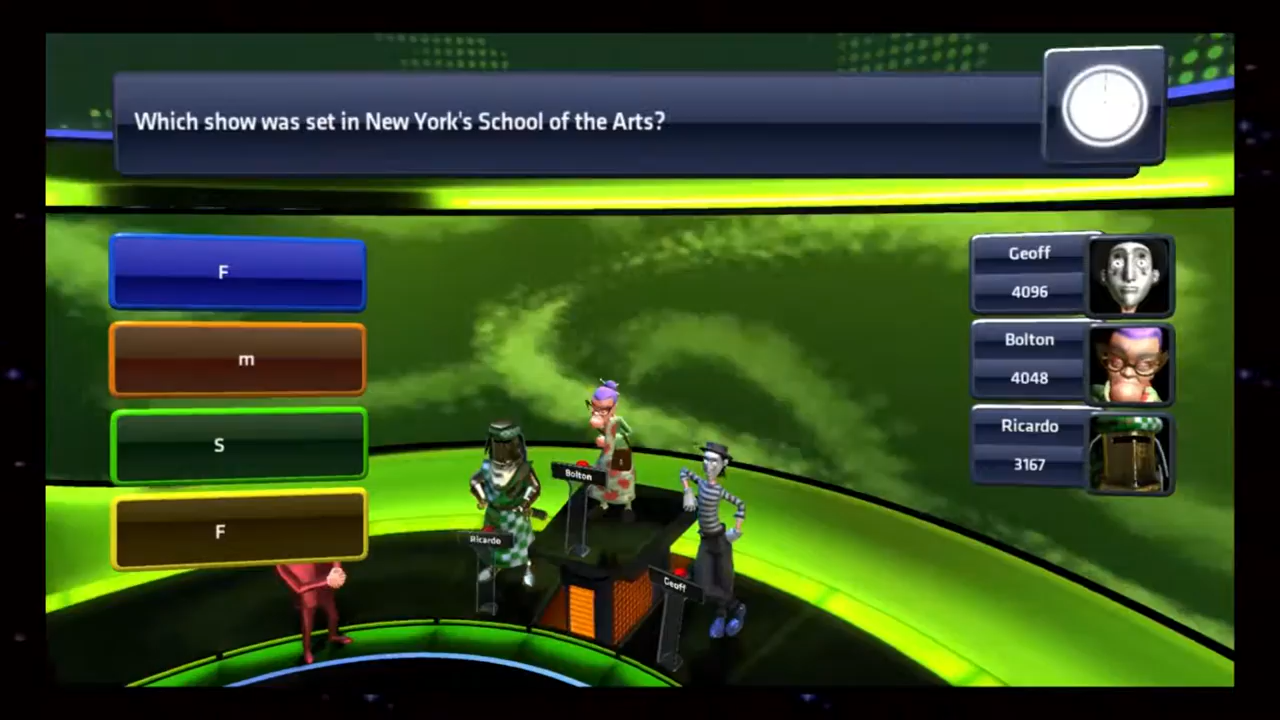 Which show was set in New York's School of the Arts?
F
m
S
F
Geoff
4096
Bolton
4048
Ricardo
3167
Bolton
Ricardo
Geoff